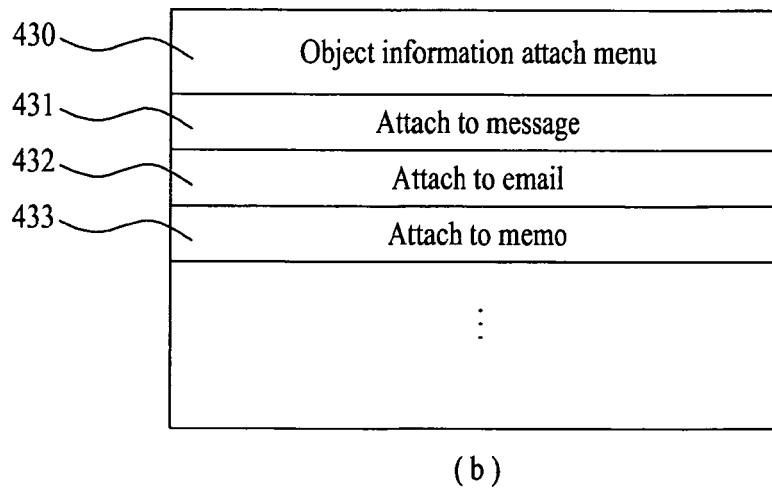 430
Object information attach menu
431
Attach to message
432
Attach to email
433
Attach to memo
⋮
(b)